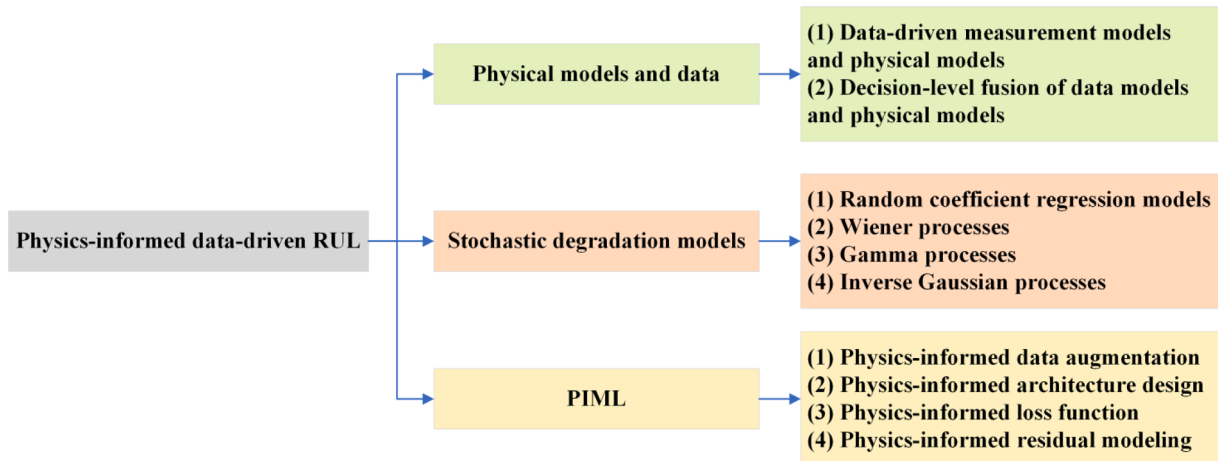 Physics-informed data-driven RUL
Physical models and data
(1) Data-driven measurement models
and physical models
(2) Decision-level fusion of data models
and physical models
Stochastic degradation models
(1) Random coefficient regression models
(2) Wiener processes
(3) Gamma processes
(4) Inverse Gaussian processes
PIML
(1) Physics-informed data augmentation
(2) Physics-informed architecture design
(3) Physics-informed loss function
(4) Physics-informed residual modeling